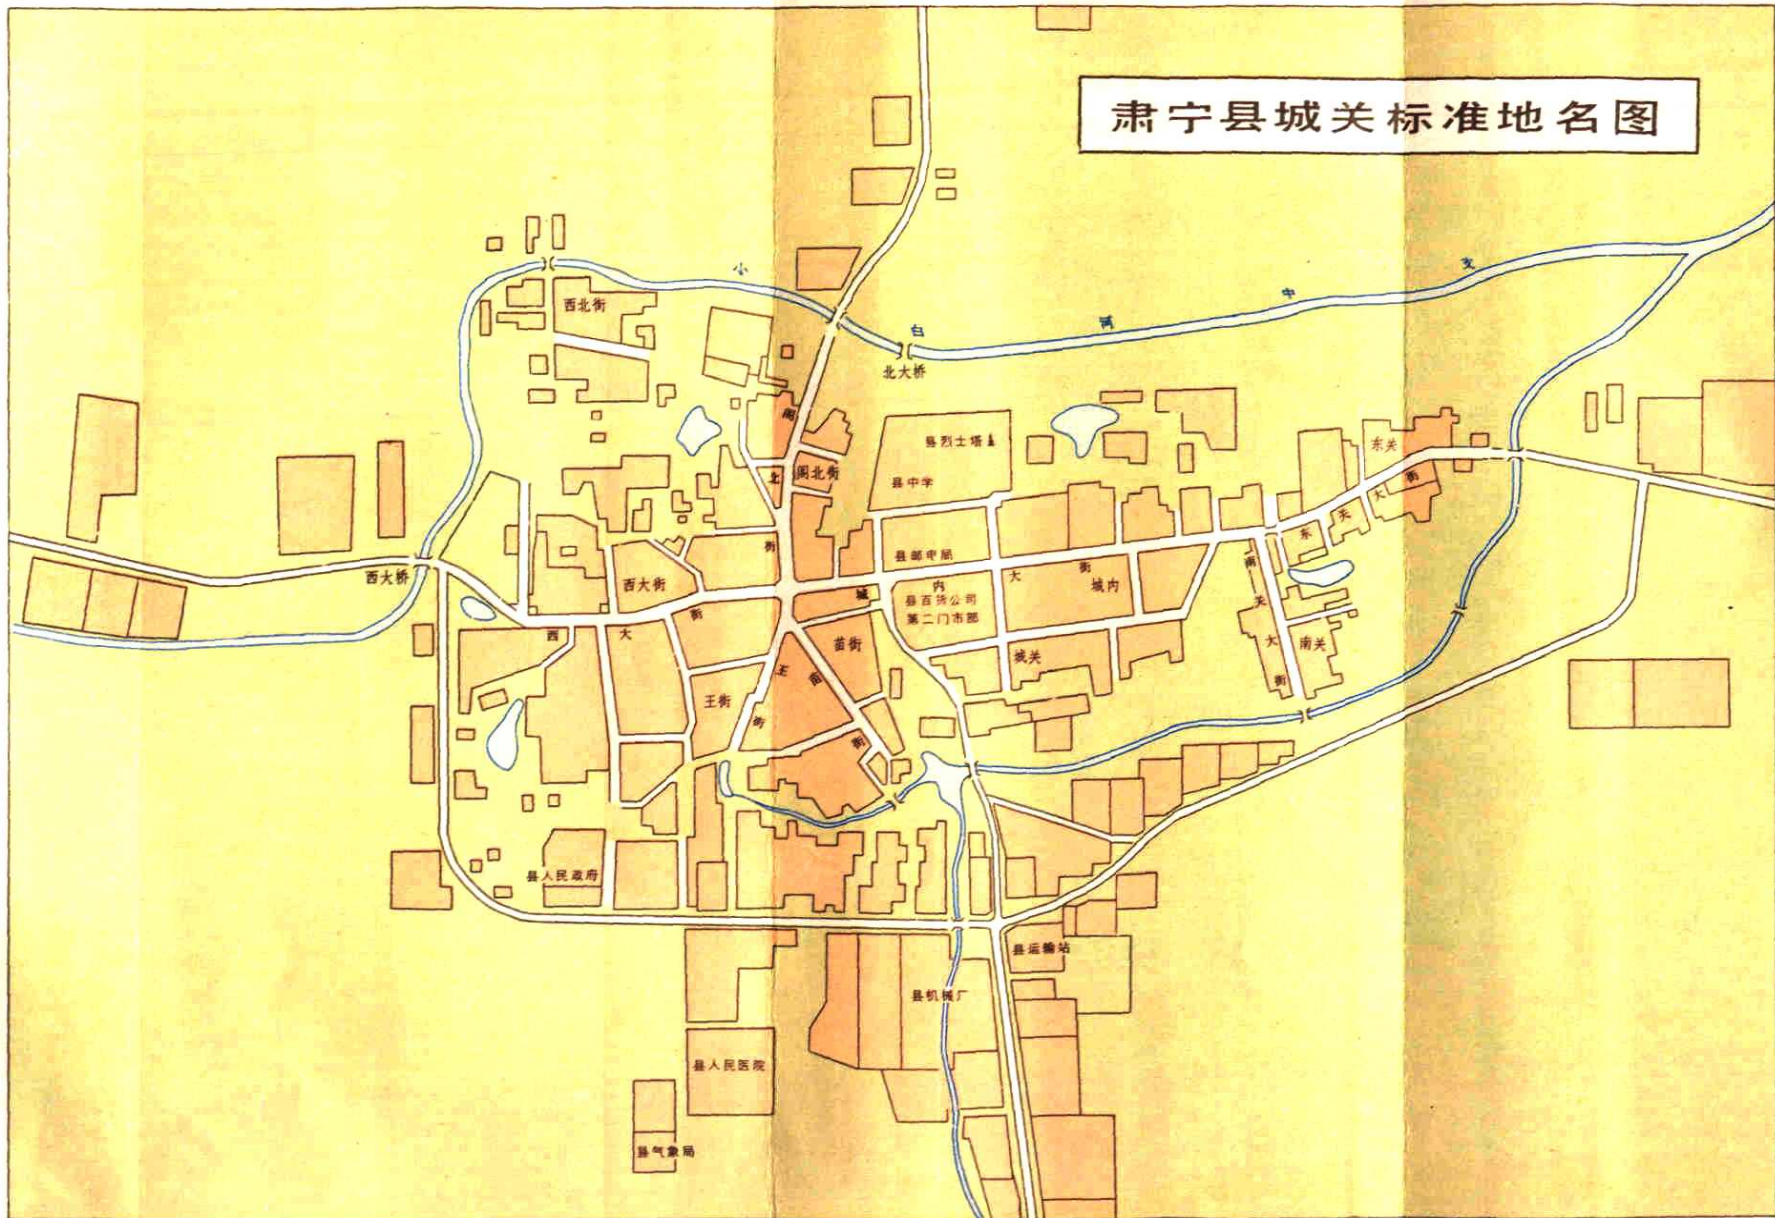 肃宁县城关标准地名图
小白河中支
西北街
北大桥
阁北街
阁北街
县烈士塔
县中学
东关
东关大街
县邮电局
西大桥
西大街
西大街
城内大街
城内
县百货公司
第二门市部
南关大街
南关
苗街
苗街
城关
王街
王街
县人民政府
县运输站
县机械厂
县人民医院
县气象局